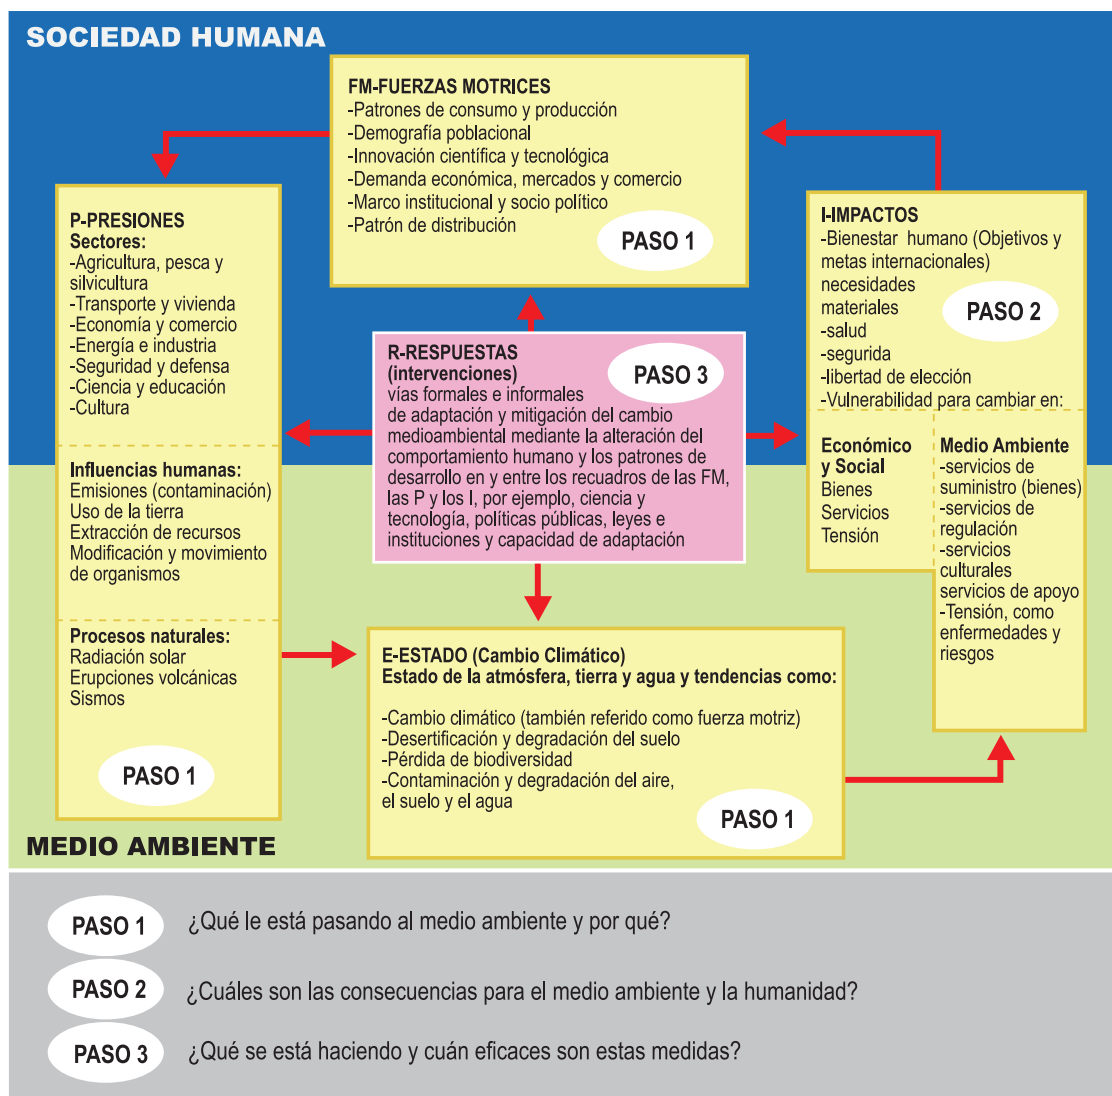 SOCIEDAD HUMANA
FM-FUERZAS MOTRICES
-Patrones de consumo y producción
-Demografía poblacional
-Innovación científica y tecnológica
-Demanda económica, mercados y comercio
-Marco institucional y socio político
-Patrón de distribución
PASO 1
P-PRESIONES
Sectores:
-Agricultura, pesca y
silvicultura
-Transporte y vivienda
-Economía y comercio
-Energía e industria
-Seguridad y defensa
-Ciencia y educación
-Cultura
Influencias humanas:
Emisiones (contaminación)
Uso de la tierra
Extracción de recursos
Modificación y movimiento
de organismos
Procesos naturales:
Radiación solar
Erupciones volcánicas
Sismos
PASO 1
R-RESPUESTAS
(intervenciones)
PASO 3
vías formales e informales
de adaptación y mitigación del cambio
medioambiental mediante la alteración del
comportamiento humano y los patrones de
desarrollo en y entre los recuadros de las FM,
las P y los I, por ejemplo, ciencia y
tecnología, políticas públicas, leyes e
instituciones y capacidad de adaptación
I-IMPACTOS
-Bienestar humano (Objetivos y
metas internacionales)
necesidades
materiales
-salud
-segurida
-libertad de elección
-Vulnerabilidad para cambiar en:
PASO 2
Económico
y Social
Bienes
Servicios
Tensión
Medio Ambiente
-servicios de
suministro (bienes)
-servicios de
regulación
-servicios
culturales
servicios de apoyo
-Tensión, como
enfermedades y
riesgos
E-ESTADO (Cambio Climático)
Estado de la atmósfera, tierra y agua y tendencias como:
-Cambio climático (también referido como fuerza motriz)
-Desertificación y degradación del suelo
-Pérdida de biodiversidad
-Contaminación y degradación del aire,
el suelo y el agua
PASO 1
MEDIO AMBIENTE
PASO 1 ¿Qué le está pasando al medio ambiente y por qué?
PASO 2 ¿Cuáles son las consecuencias para el medio ambiente y la humanidad?
PASO 3 ¿Qué se está haciendo y cuán eficaces son estas medidas?